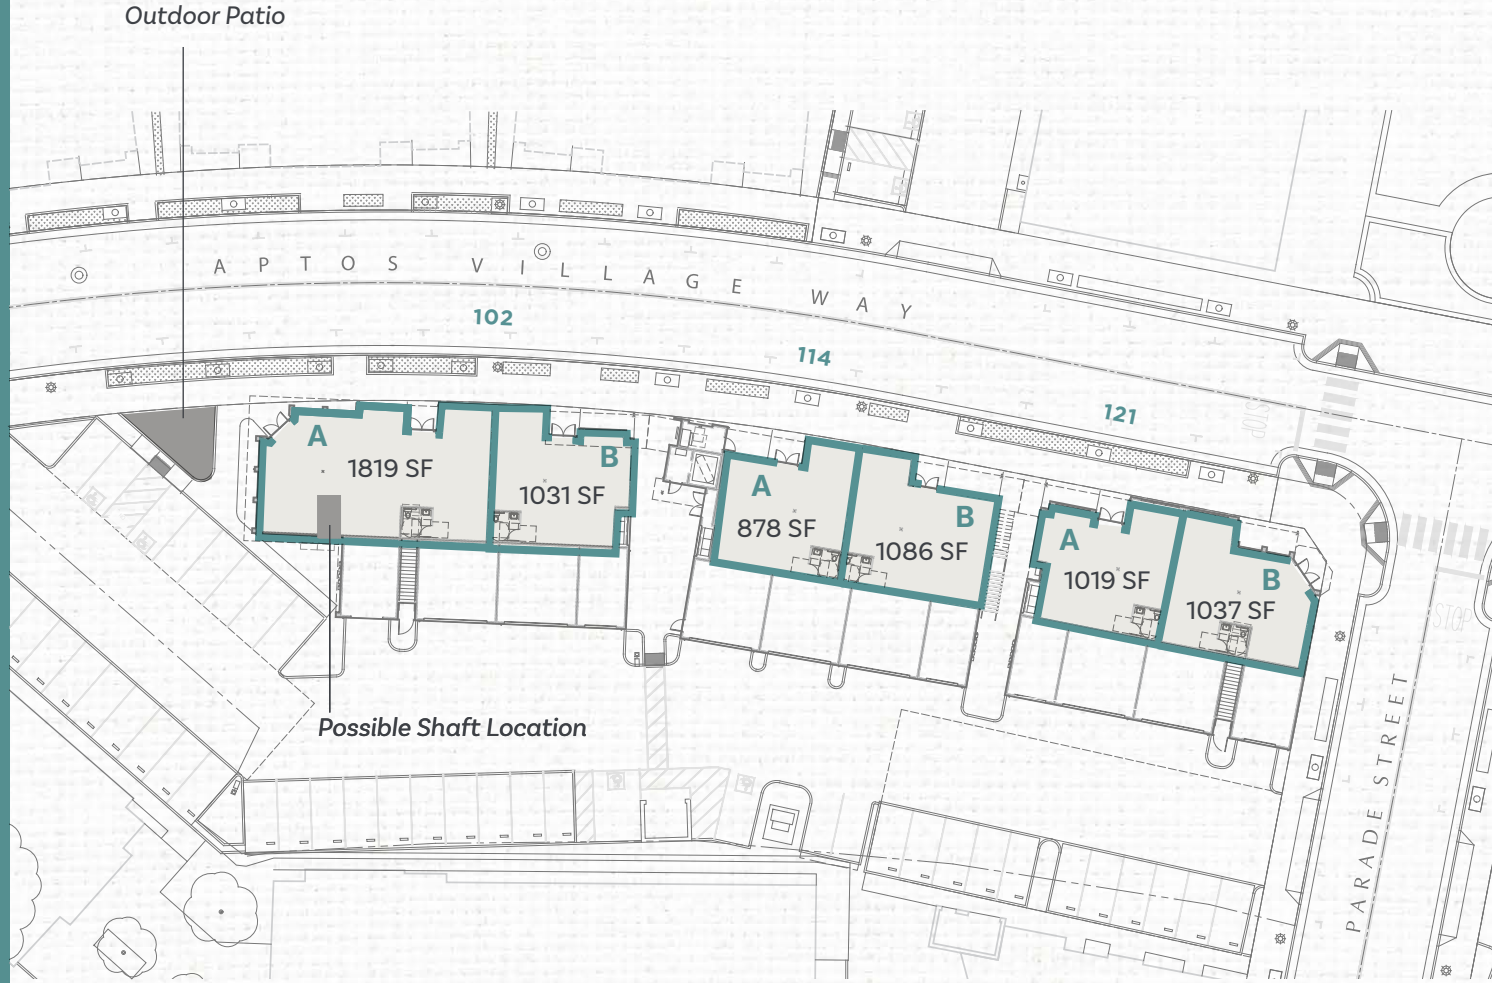 Outdoor Patio
APTOS VILLAGE WAY
102
114
121
A
1819 SF
B
1031 SF
A
878 SF
B
1086 SF
A
1019 SF
B
1037 SF
STOP
STOP
Possible Shaft Location
PARADE STREET